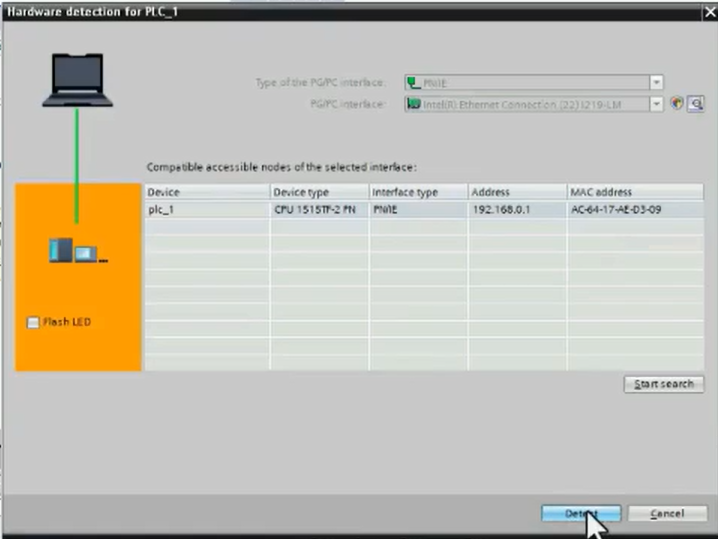 Hardware detection for PLC_1
Type of the PG/PC interface: PN/IE
PG/PC interface: Intel(R) Ethernet Connection (22) I219-LM
Compatible accessible nodes of the selected interface:
Device Device type Interface type Address MAC address
plc_1 CPU 1515TF-2 PN PN/IE 192.168.0.1 AC-64-17-AE-D3-09
Flash LED
Start search
Detect Cancel